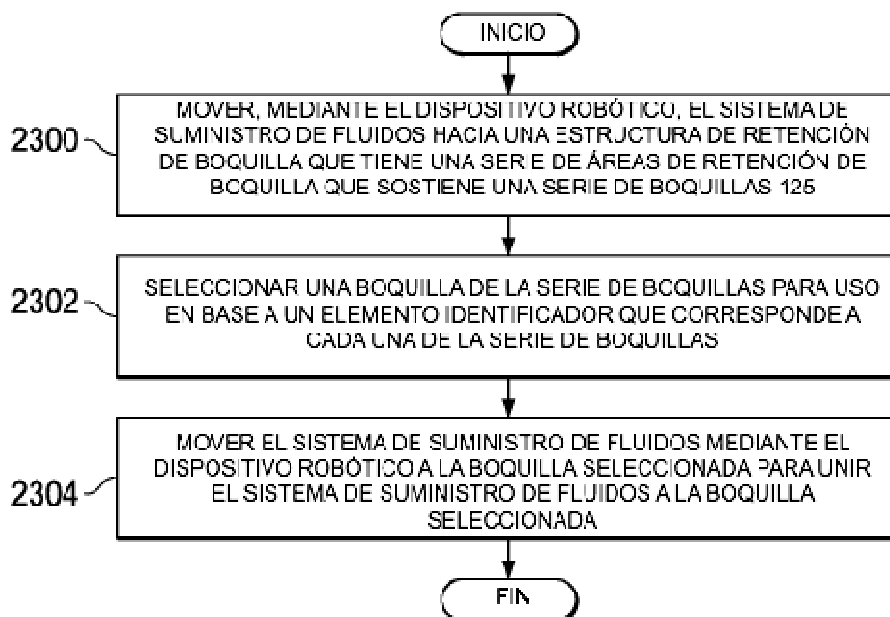 INICIO
2300
MOVER, MEDIANTE EL DISPOSITIVO ROBÓTICO, EL SISTEMA DE
SUMINISTRO DE FLUIDOS HACIA UNA ESTRUCTURA DE RETENCIÓN
DE BOQUILLA QUE TIENE UNA SERIE DE ÁREAS DE RETENCIÓN DE
BOQUILLA QUE SOSTIENE UNA SERIE DE BOQUILLAS 125
2302
SELECCIONAR UNA BOQUILLA DE LA SERIE DE BOQUILLAS PARA USO
EN BASE A UN ELEMENTO IDENTIFICADOR QUE CORRESPONDE A
CADA UNA DE LA SERIE DE BOQUILLAS
2304
MOVER EL SISTEMA DE SUMINISTRO DE FLUIDOS MEDIANTE EL
DISPOSITIVO ROBÓTICO A LA BOQUILLA SELECCIONADA PARA UNIR
EL SISTEMA DE SUMINISTRO DE FLUIDOS A LA BOQUILLA
SELECCIONADA
FIN